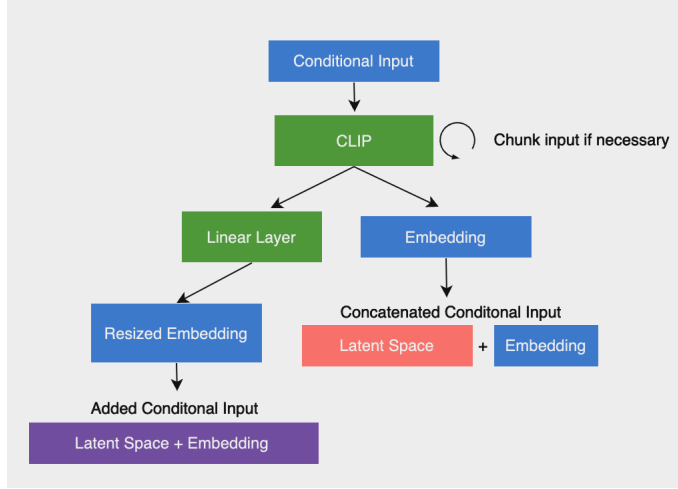 Conditional Input
CLIP
Chunk input if necessary
Linear Layer
Embedding
Resized Embedding
Concatenated Conditonal Input
Latent Space + Embedding
Added Conditonal Input
Latent Space + Embedding